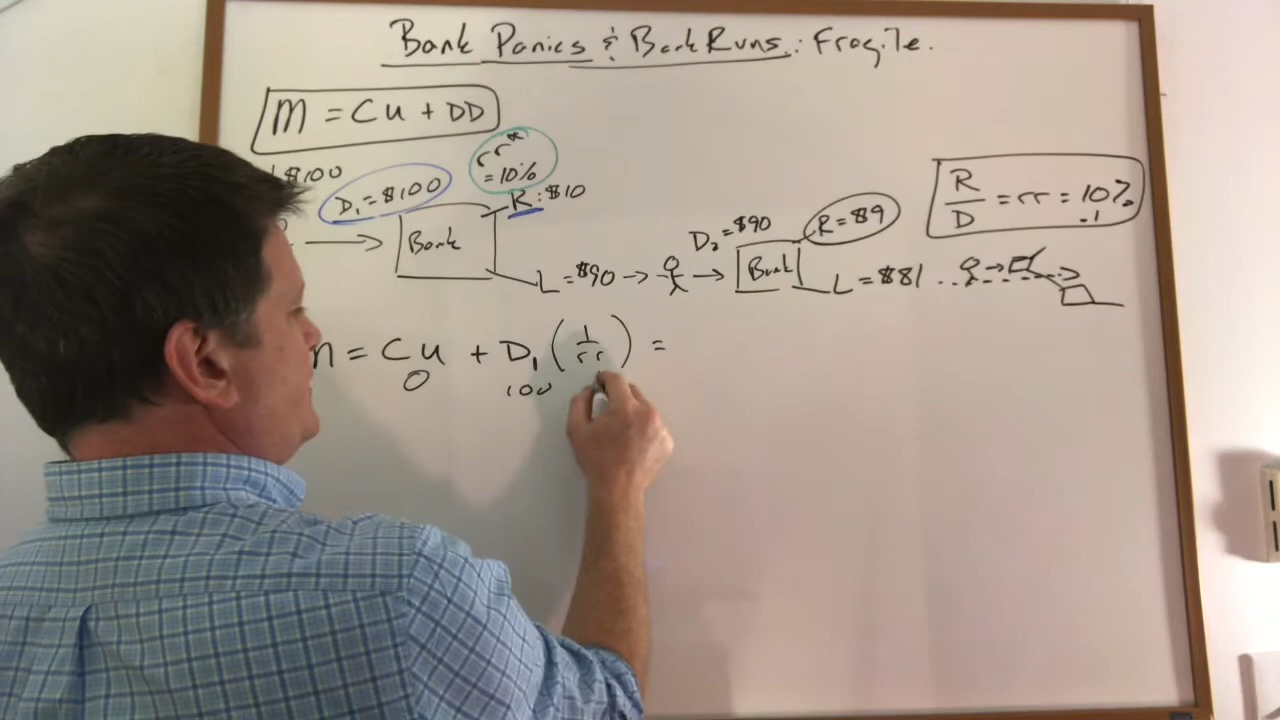 Bank Panics & Bank Runs: Fragile.
M = Cu + DD
$100
D₁ = $100
rr* = 10%
R: $10
Bank
L = $90
D₂ = $90
Bank
R = $9
L = $81 ..
R/D = rr = 10%
.1
= Cu + D₁ (1/rr) =
0 100